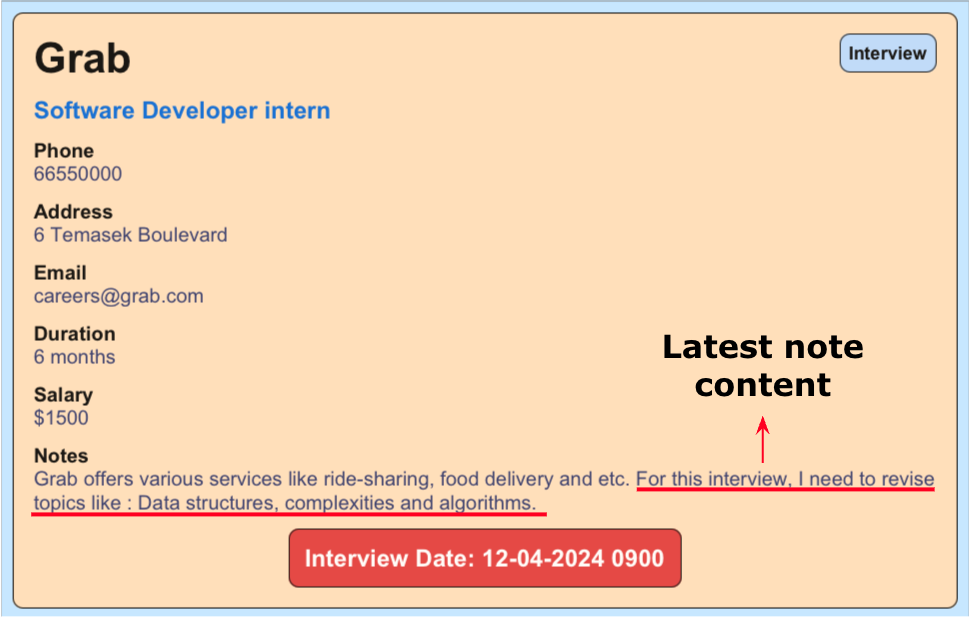 Grab
Interview
Software Developer intern
Phone
66550000
Address
6 Temasek Boulevard
Email
careers@grab.com
Duration
6 months
Latest note
content
Salary
$1500
Notes
Grab offers various services like ride-sharing, food delivery and etc. For this interview, I need to revise
topics like : Data structures, complexities and algorithms.
Interview Date: 12-04-2024 0900